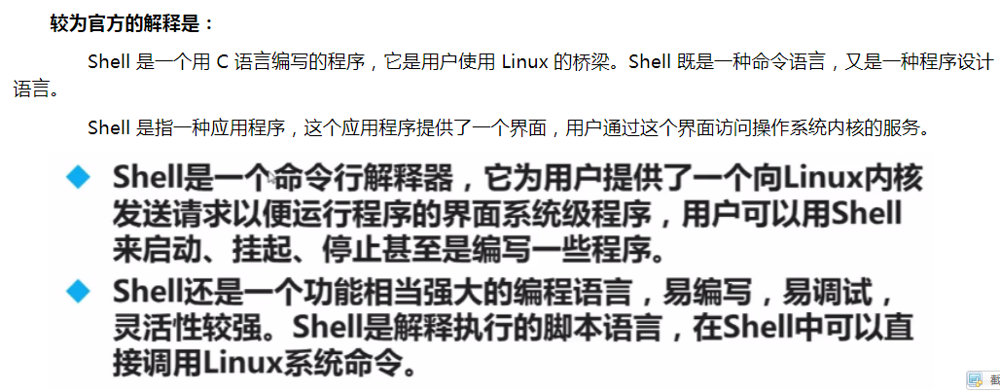 较为官方的解释是：
Shell 是一个用 C 语言编写的程序，它是用户使用 Linux 的桥梁。Shell 既是一种命令语言，又是一种程序设计
语言。
Shell 是指一种应用程序，这个应用程序提供了一个界面，用户通过这个界面访问操作系统内核的服务。
Shell是一个命令行解释器，它为用户提供了一个向Linux内核
发送请求以便运行程序的界面系统级程序，用户可以用Shell
来启动、挂起、停止甚至是编写一些程序。
Shell还是一个功能相当强大的编程语言，易编写，易调试，
灵活性较强。Shell是解释执行的脚本语言，在Shell中可以直
接调用Linux系统命令。
截